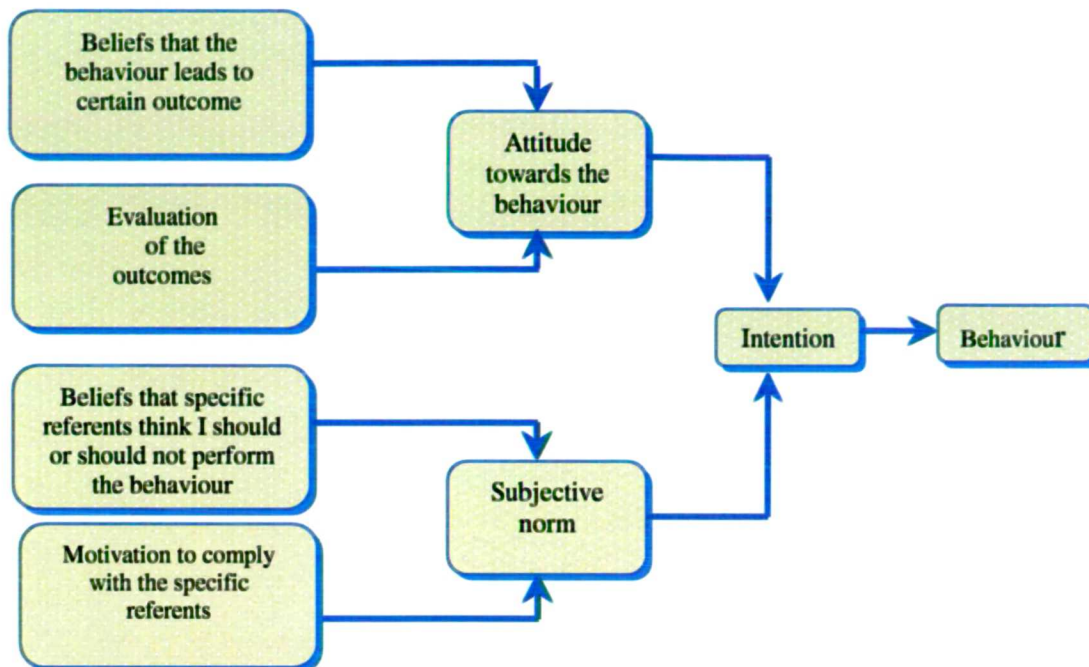 Beliefs that the
behaviour leads to
certain outcome
Attitude
towards the
behaviour
Evaluation
of the
outcomes
Intention
Behaviour
Beliefs that specific
referents think I should
or should not perform
the behaviour
Subjective
norm
Motivation to comply
with the specific
referents